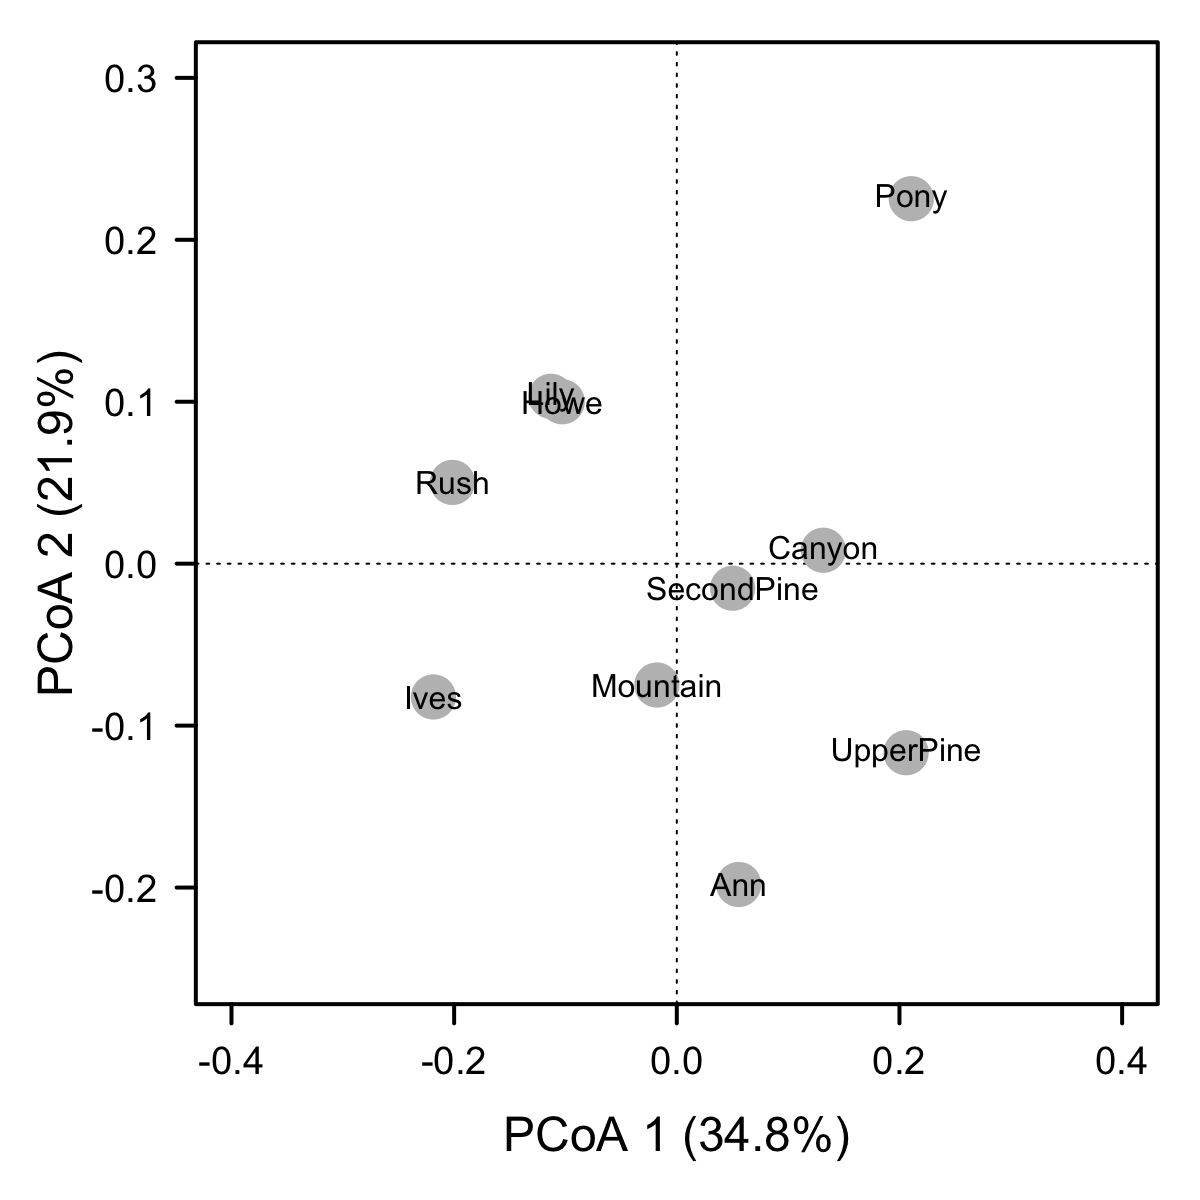 0.3
0.2
0.1
0.0
-0.1
-0.2
PCoA 2 (21.9%)
Pony
Lily
Howe
Rush
Canyon
SecondPine
Mountain
Ives
UpperPine
Ann
-0.4 -0.2 0.0 0.2 0.4
PCoA 1 (34.8%)